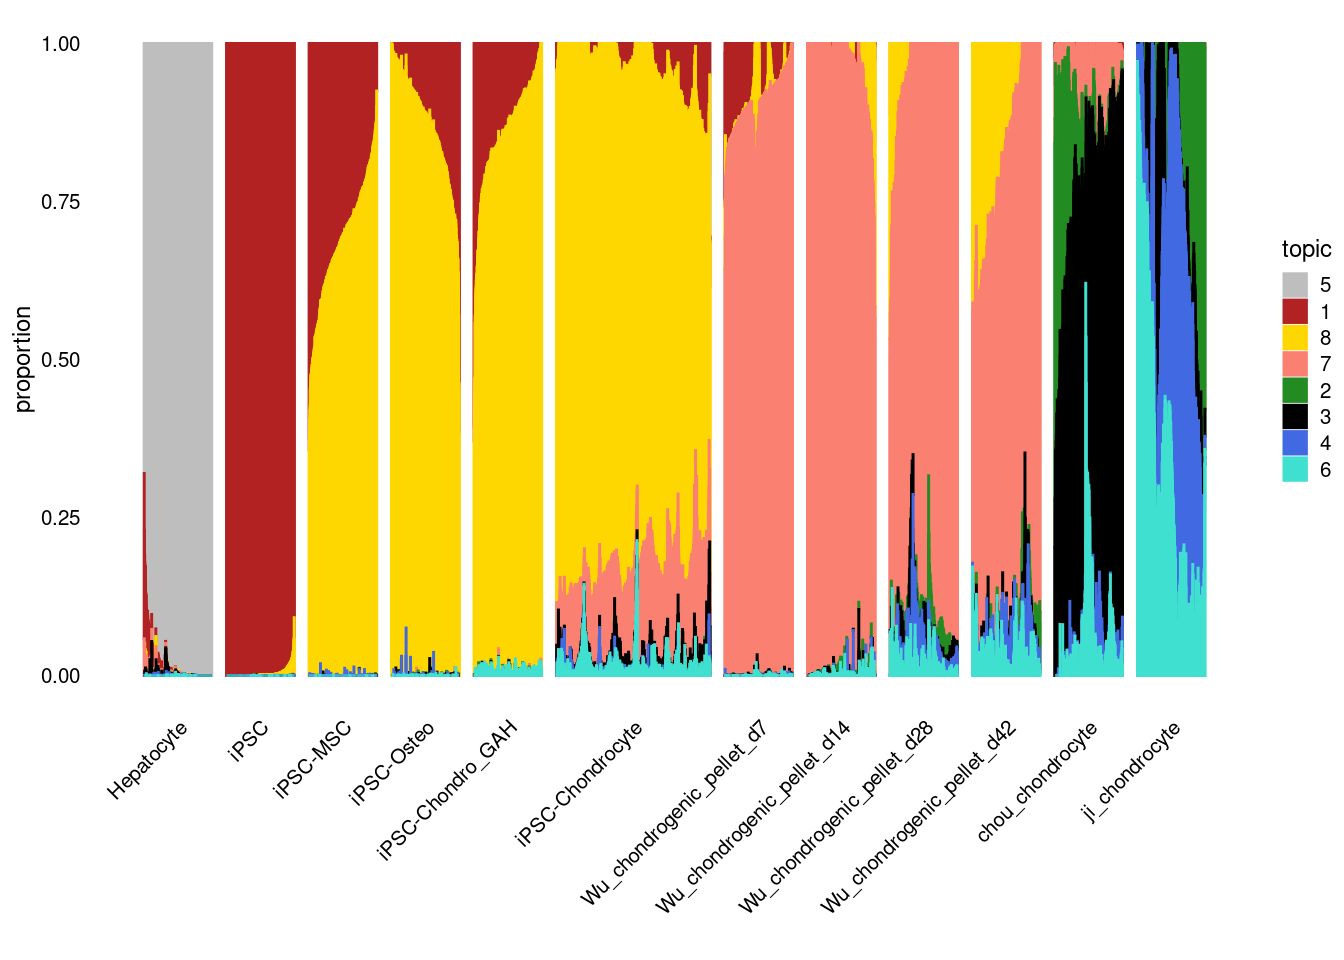 1.00
0.75
0.50
0.25
0.00
proportion
Hepatocyte
iPSC
iPSC-MSC
iPSC-Osteo
iPSC-Chondro_GAH
iPSC-Chondrocyte
Wu_chondrogenic_pellet_d7
Wu_chondrogenic_pellet_d14
Wu_chondrogenic_pellet_d28
Wu_chondrogenic_pellet_d42
chou_chondrocyte
ji_chondrocyte
topic
5
1
8
7
2
3
4
6